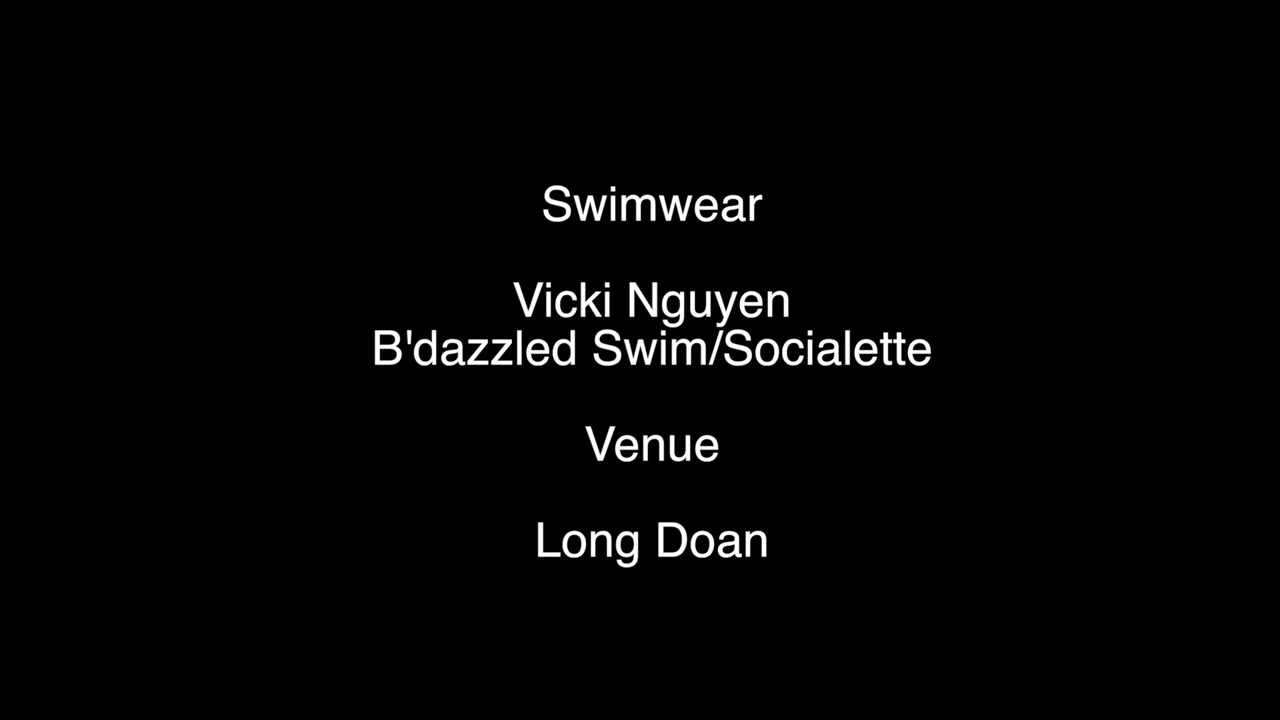 Swimwear
Vicki Nguyen
B'dazzled Swim/Socialette
Venue
Long Doan